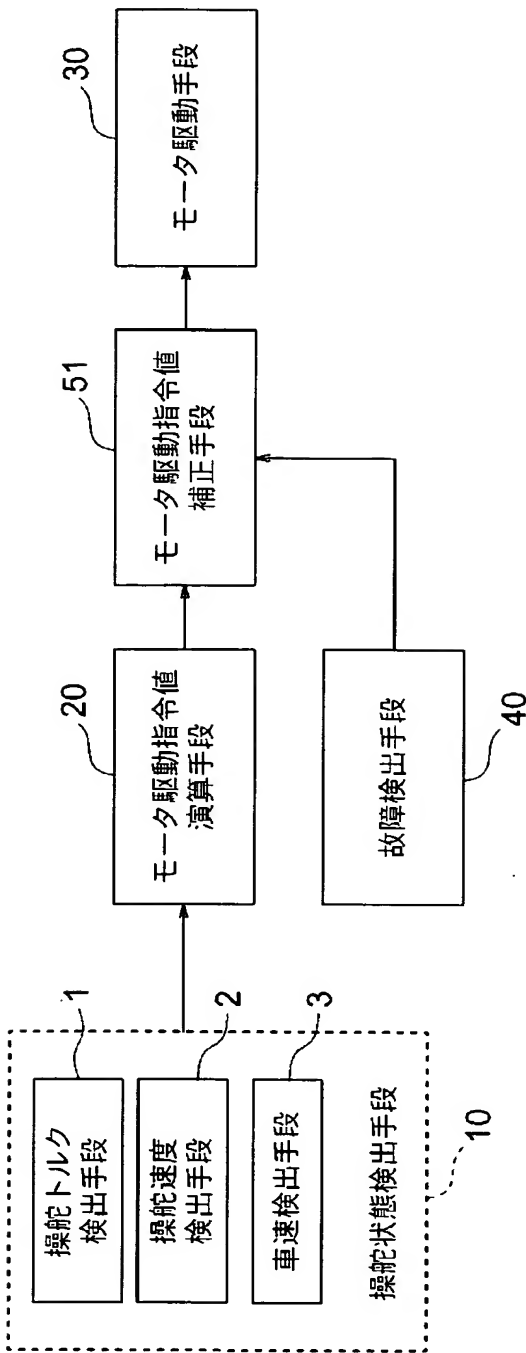 操舵トルク
検出手段
1
操舵速度
検出手段
2
車速検出手段
3
操舵状態検出手段
10
モータ駆動指令値
演算手段
20
故障検出手段
40
モータ駆動指令値
補正手段
51
モータ駆動手段
30